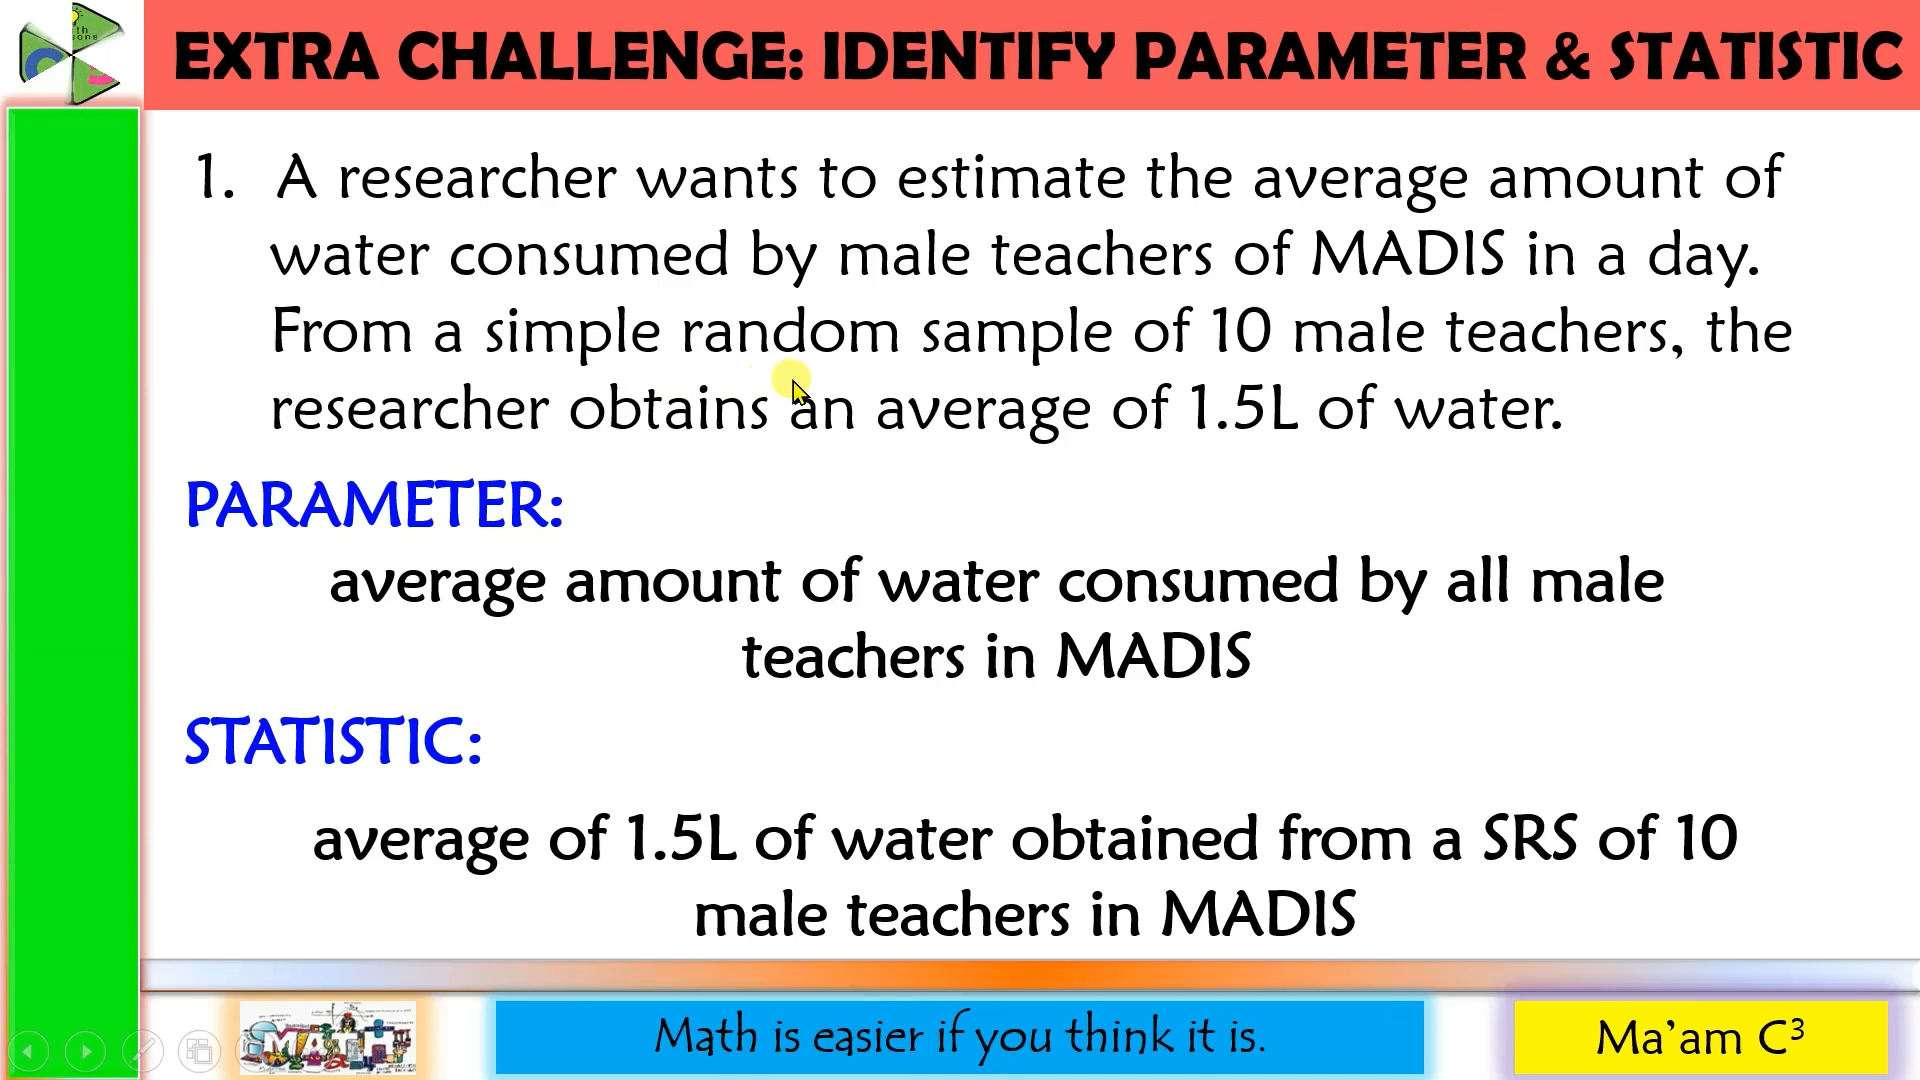 EXTRA CHALLENGE: IDENTIFY PARAMETER & STATISTIC
1. A researcher wants to estimate the average amount of
water consumed by male teachers of MADIS in a day.
From a simple random sample of 10 male teachers, the
researcher obtains an average of 1.5L of water.
PARAMETER:
average amount of water consumed by all male
teachers in MADIS
STATISTIC:
average of 1.5L of water obtained from a SRS of 10
male teachers in MADIS
MATH
Math is easier if you think it is.
Ma'am C³